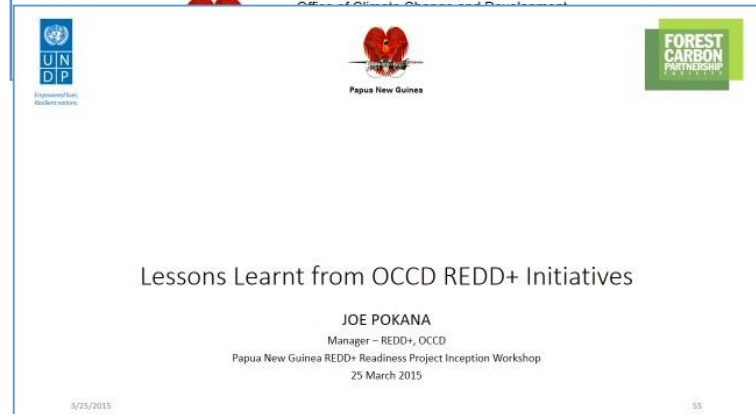 Office of Climate Change and Development
UN
DP
Empowered lives.
Resilient nations.
Papua New Guinea
FOREST
CARBON
PARTNERSHIP
FACILITY
Lessons Learnt from OCCD REDD+ Initiatives
JOE POKANA
Manager – REDD+, OCCD
Papua New Guinea REDD+ Readiness Project Inception Workshop
25 March 2015
3/25/2015
55